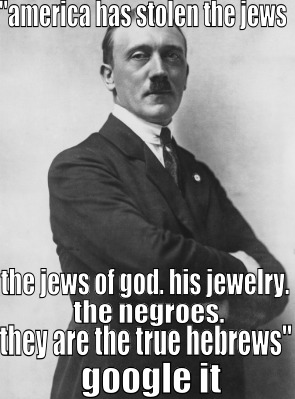 "america has stolen the jews
the jews of god. his jewelry.
the negroes.
they are the true hebrews"
google it